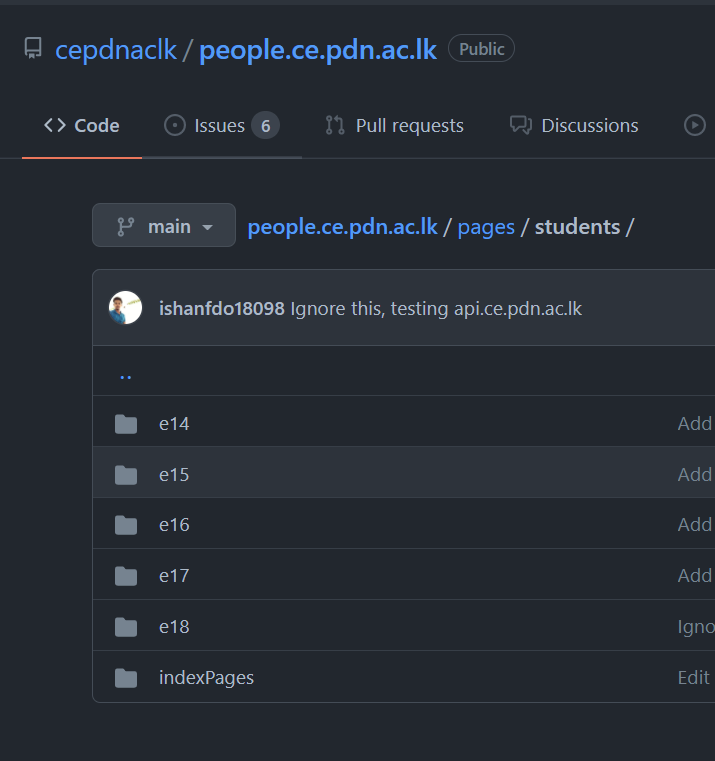 cepdnaclk / people.ce.pdn.ac.lk Public
<> Code Issues 6 Pull requests Discussions
main people.ce.pdn.ac.lk / pages / students /
ishanfdo18098 Ignore this, testing api.ce.pdn.ac.lk
..
e14 Add
e15 Add
e16 Add
e17 Add
e18 Igno
indexPages Edit